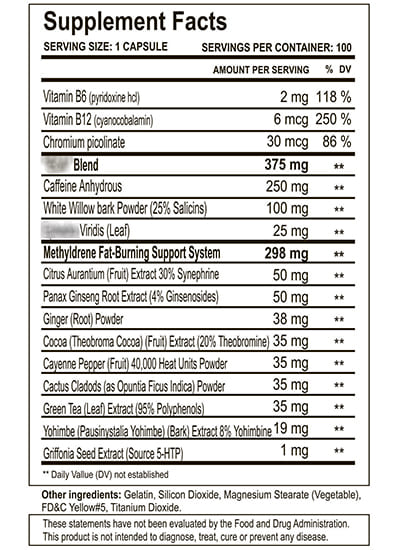 Supplement Facts
SERVING SIZE: 1 CAPSULE SERVINGS PER CONTAINER: 100
AMOUNT PER SERVING % DV
Vitamin B6 (pyridoxine hcl) 2 mg 118 %
Vitamin B12 (cyanocobalamin) 6 mcg 250 %
Chromium picolinate 30 mcg 86 %
Blend 375 mg **
Caffeine Anhydrous 250 mg **
White Willow bark Powder (25% Salicins) 100 mg **
Viridis (Leaf) 25 mg **
Methyldrene Fat-Burning Support System 298 mg **
Citrus Aurantium (Fruit) Extract 30% Synephrine 50 mg **
Panax Ginseng Root Extract (4% Ginsenosides) 50 mg **
Ginger (Root) Powder 38 mg **
Cocoa (Theobroma Cocoa) (Fruit) Extract (20% Theobromine) 35 mg **
Cayenne Pepper (Fruit) 40,000 Heat Units Powder 35 mg **
Cactus Cladods (as Opuntia Ficus Indica) Powder 35 mg **
Green Tea (Leaf) Extract (95% Polyphenols) 35 mg **
Yohimbe (Pausinystalia Yohimbe) (Bark) Extract 8% Yohimbine 19 mg **
Griffonia Seed Extract (Source 5-HTP) 1 mg **
** Daily Value (DV) not established
Other ingredients: Gelatin, Silicon Dioxide, Magnesium Stearate (Vegetable),
FD&C Yellow#5, Titanium Dioxide.
These statements have not been evaluated by the Food and Drug Administration.
This product is not intended to diagnose, treat, cure or prevent any disease.